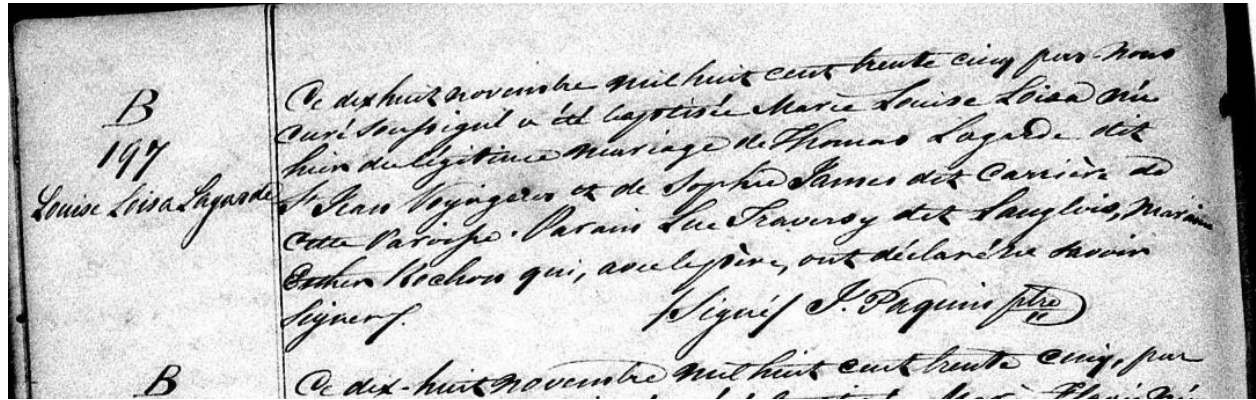 B
197
Louise Loisa Lagarde
Ce dix huit novembre mil huit cent trente cinq par nous
curé soussigné a été baptisée Marie Louise Loisa née
hier du légitime mariage de Thomas Lagarde dit
St Jean Voyageur et de Sophie James dit Carrière de
cette Paroisse. Parain Luc Traversy dit Langlois, Maraine
Esther Rochon qui, avec le père, ont déclaré ne savoir
signer.
/Signé/ J. Paquin ptre
B
Ce dix-huit novembre mil huit cent trente cinq, par